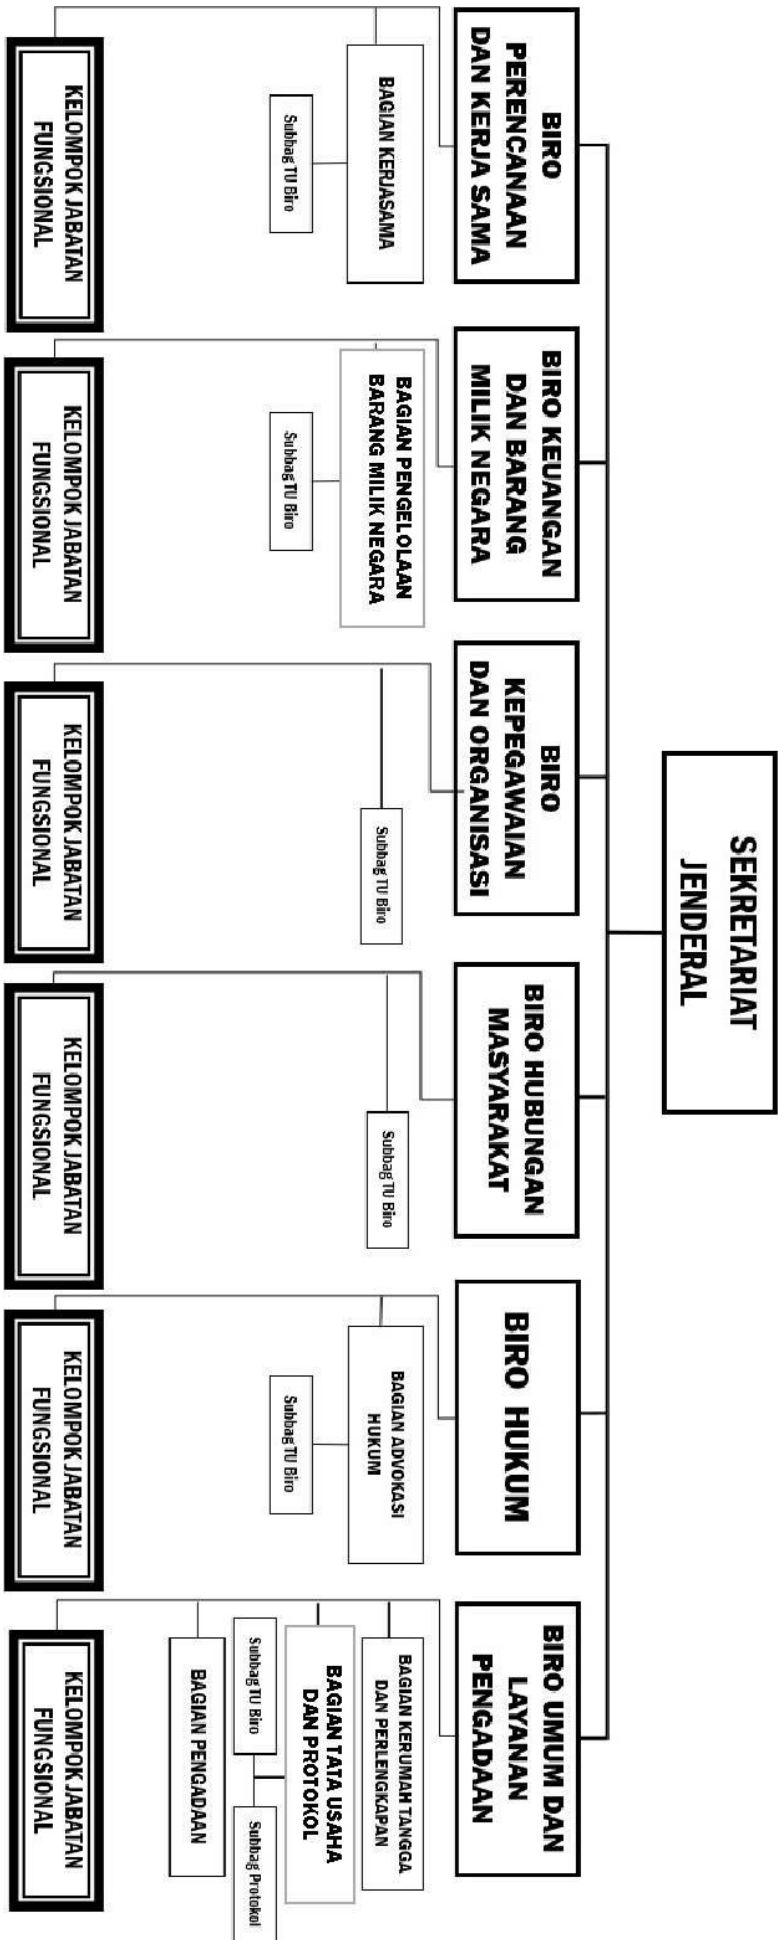 SEKRETARIAT
JENDERAL
BIRO
PERENCANAAN
DAN KERJA SAMA
BIRO KEUANGAN
DAN BARANG
MILIK NEGARA
BIRO
KEPEGAWAIAN
DAN ORGANISASI
BIRO HUBUNGAN
MASYARAKAT
BIRO HUKUM
BIRO UMUM DAN
LAYANAN
PENGADAAN
BAGIAN KERJASAMA
Subbag TU Biro
BAGIAN PENGELOLAAN
BARANG MILIK NEGARA
Subbag TU Biro
Subbag TU Biro
Subbag TU Biro
BAGIAN ADVOKASI
HUKUM
Subbag TU Biro
BAGIAN KERUMAH TANGGA
DAN PERLENGKAPAN
BAGIAN TATA USAHA
DAN PROTOKOL
Subbag TU Biro
Subbag Protokol
BAGIAN PENGADAAN
KELOMPOK JABATAN
FUNGSIONAL
KELOMPOK JABATAN
FUNGSIONAL
KELOMPOK JABATAN
FUNGSIONAL
KELOMPOK JABATAN
FUNGSIONAL
KELOMPOK JABATAN
FUNGSIONAL
KELOMPOK JABATAN
FUNGSIONAL